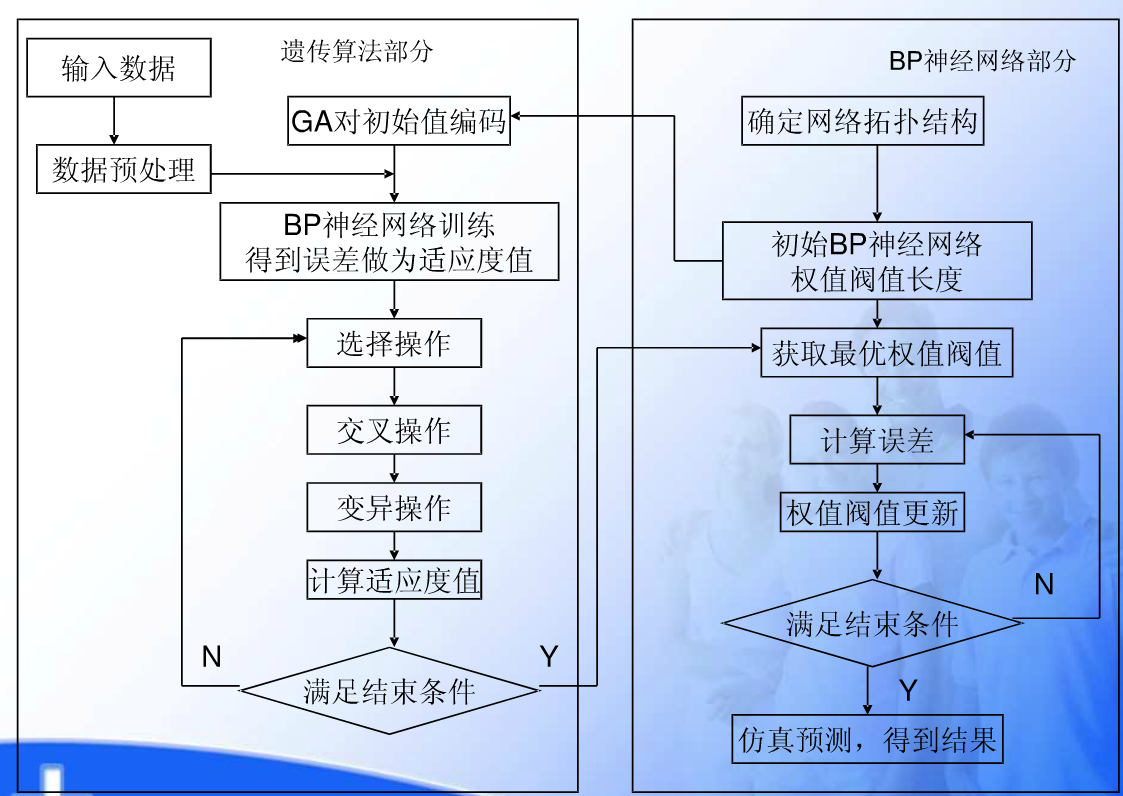 遗传算法部分
输入数据
数据预处理
GA对初始值编码
BP神经网络训练
得到误差做为适应度值
选择操作
交叉操作
变异操作
计算适应度值
满足结束条件
N
Y
BP神经网络部分
确定网络拓扑结构
初始BP神经网络
权值阀值长度
获取最优权值阀值
计算误差
权值阀值更新
满足结束条件
N
Y
仿真预测，得到结果